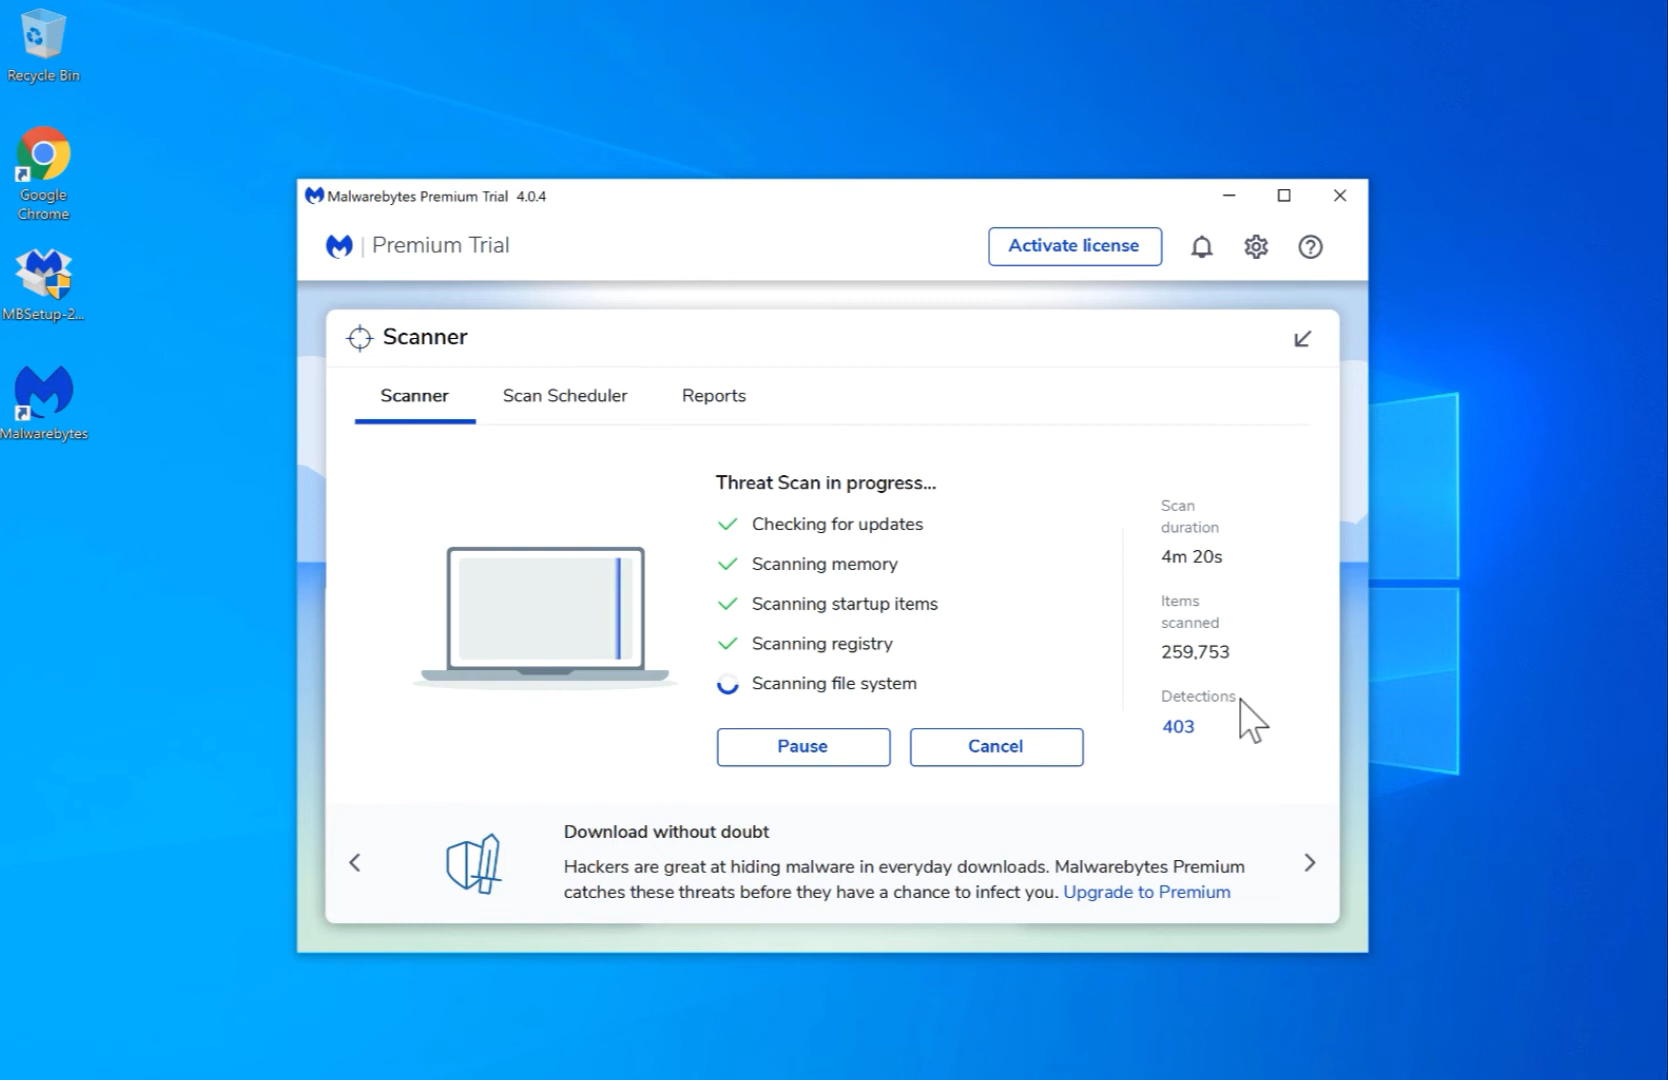 Recycle Bin
Google
Chrome
MBSetup-2...
Malwarebytes
Malwarebytes Premium Trial 4.0.4
Premium Trial
Activate license
Scanner
Scanner
Scan Scheduler
Reports
Threat Scan in progress...
Checking for updates
Scanning memory
Scanning startup items
Scanning registry
Scanning file system
Pause
Cancel
Scan
duration
4m 20s
Items
scanned
259,753
Detections
403
Download without doubt
Hackers are great at hiding malware in everyday downloads. Malwarebytes Premium
catches these threats before they have a chance to infect you. Upgrade to Premium